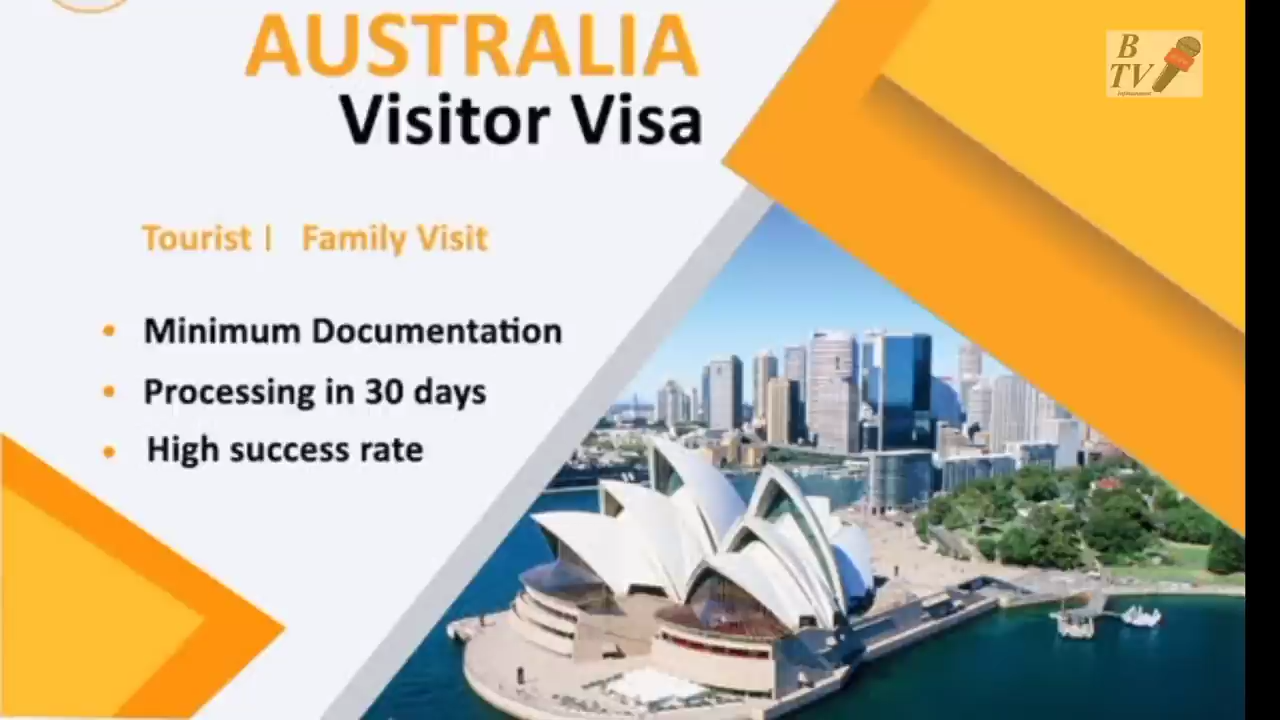 AUSTRALIA
Visitor Visa
B
TV
Tourist | Family Visit
• Minimum Documentation
• Processing in 30 days
• High success rate